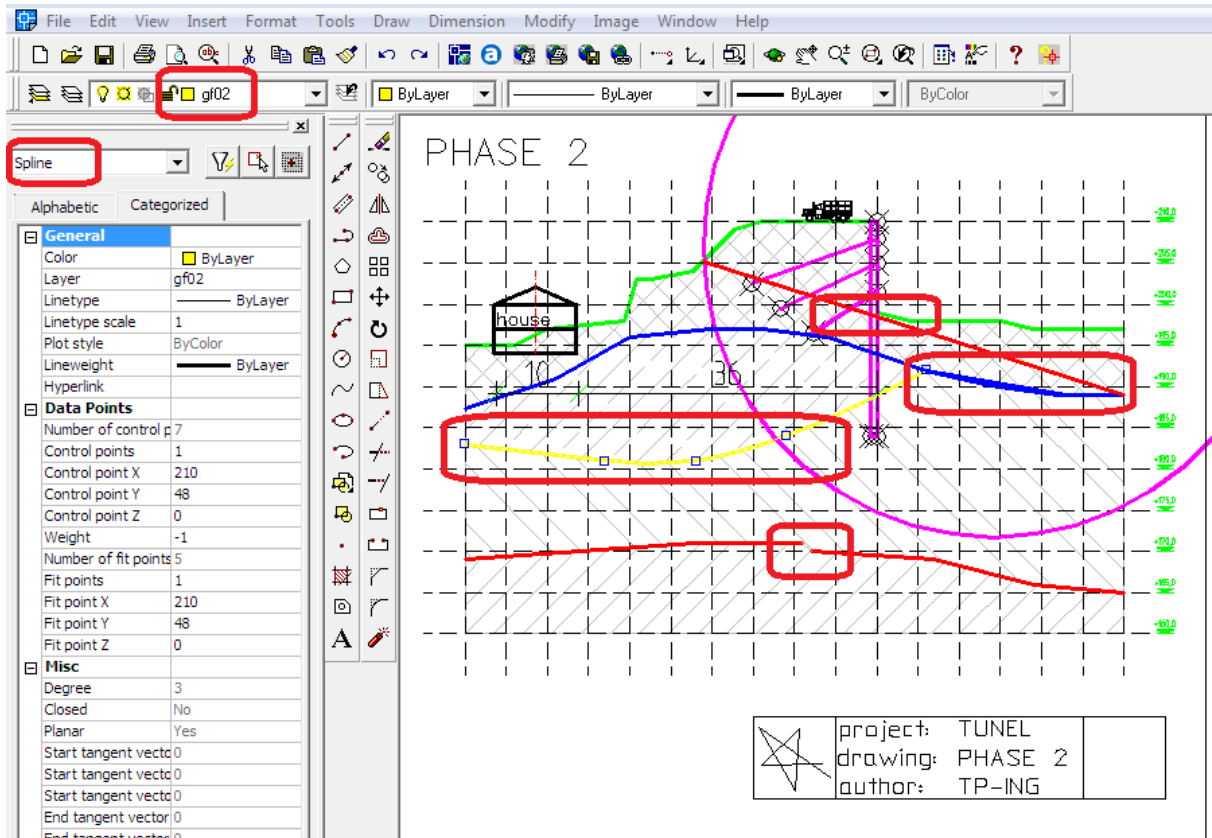 File Edit View Insert Format Tools Draw Dimension Modify Image Window Help
gf02
ByLayer
ByLayer
ByLayer
ByColor
Spline
Alphabetic
Categorized
General
Color ByLayer
Layer gf02
Linetype ByLayer
Linetype scale 1
Plot style ByColor
Lineweight ByLayer
Hyperlink
Data Points
Number of control p 7
Control points 1
Control point X 210
Control point Y 48
Control point Z 0
Weight -1
Number of fit points 5
Fit points 1
Fit point X 210
Fit point Y 48
Fit point Z 0
Misc
Degree 3
Closed No
Planar Yes
Start tangent vecto 0
Start tangent vecto 0
Start tangent vecto 0
End tangent vector 0
End tangent vector 0
PHASE 2
house
10
36
project: TUNEL
drawing: PHASE 2
author: TP-ING